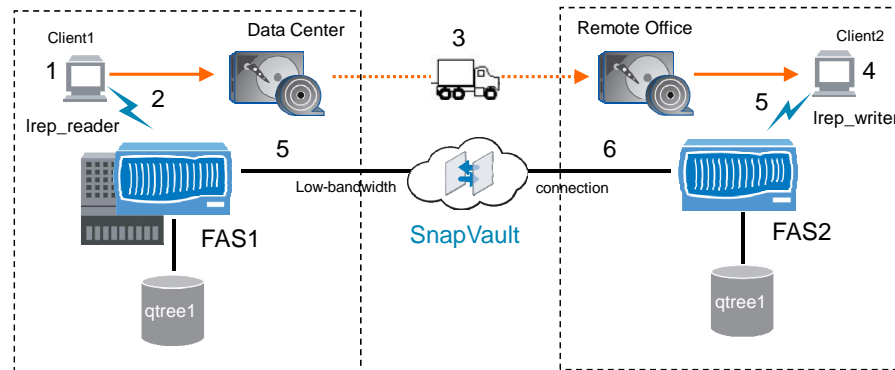 Client1
Data Center
3
Remote Office
Client2
1
2
4
5
lrep_reader
lrep_writer
5
6
Low-bandwidth
connection
SnapVault
FAS1
FAS2
qtree1
qtree1